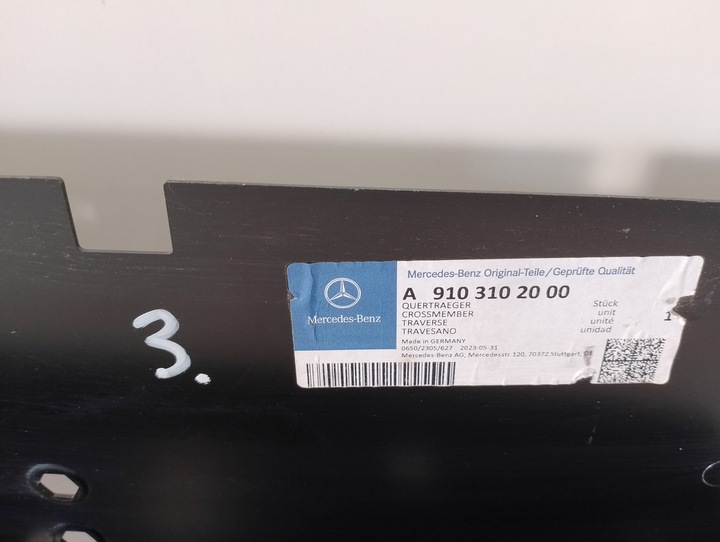 Mercedes-Benz Original-Teile/Geprüfte Qualität
A 910 310 20 00
QUERTRAEGER Stück
CROSSMEMBER unit 1
TRAVERSE unité
TRAVESANO unidad
Made in GERMANY
0650/2305/627 2023-05-31
Mercedes-Benz AG, Mercedesstr.120, 70372 Stuttgart, DE
Mercedes-Benz
3.